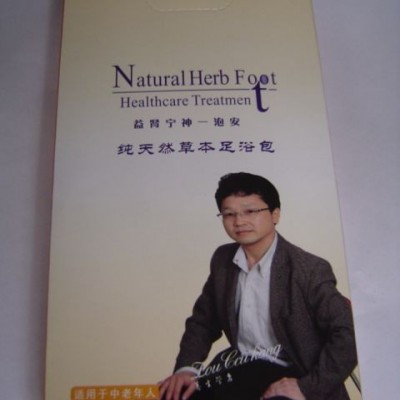 Natural Herb Foot
Healthcare Treatment
益肾宁神—泡安
纯天然草本足浴包
适用于中老年人